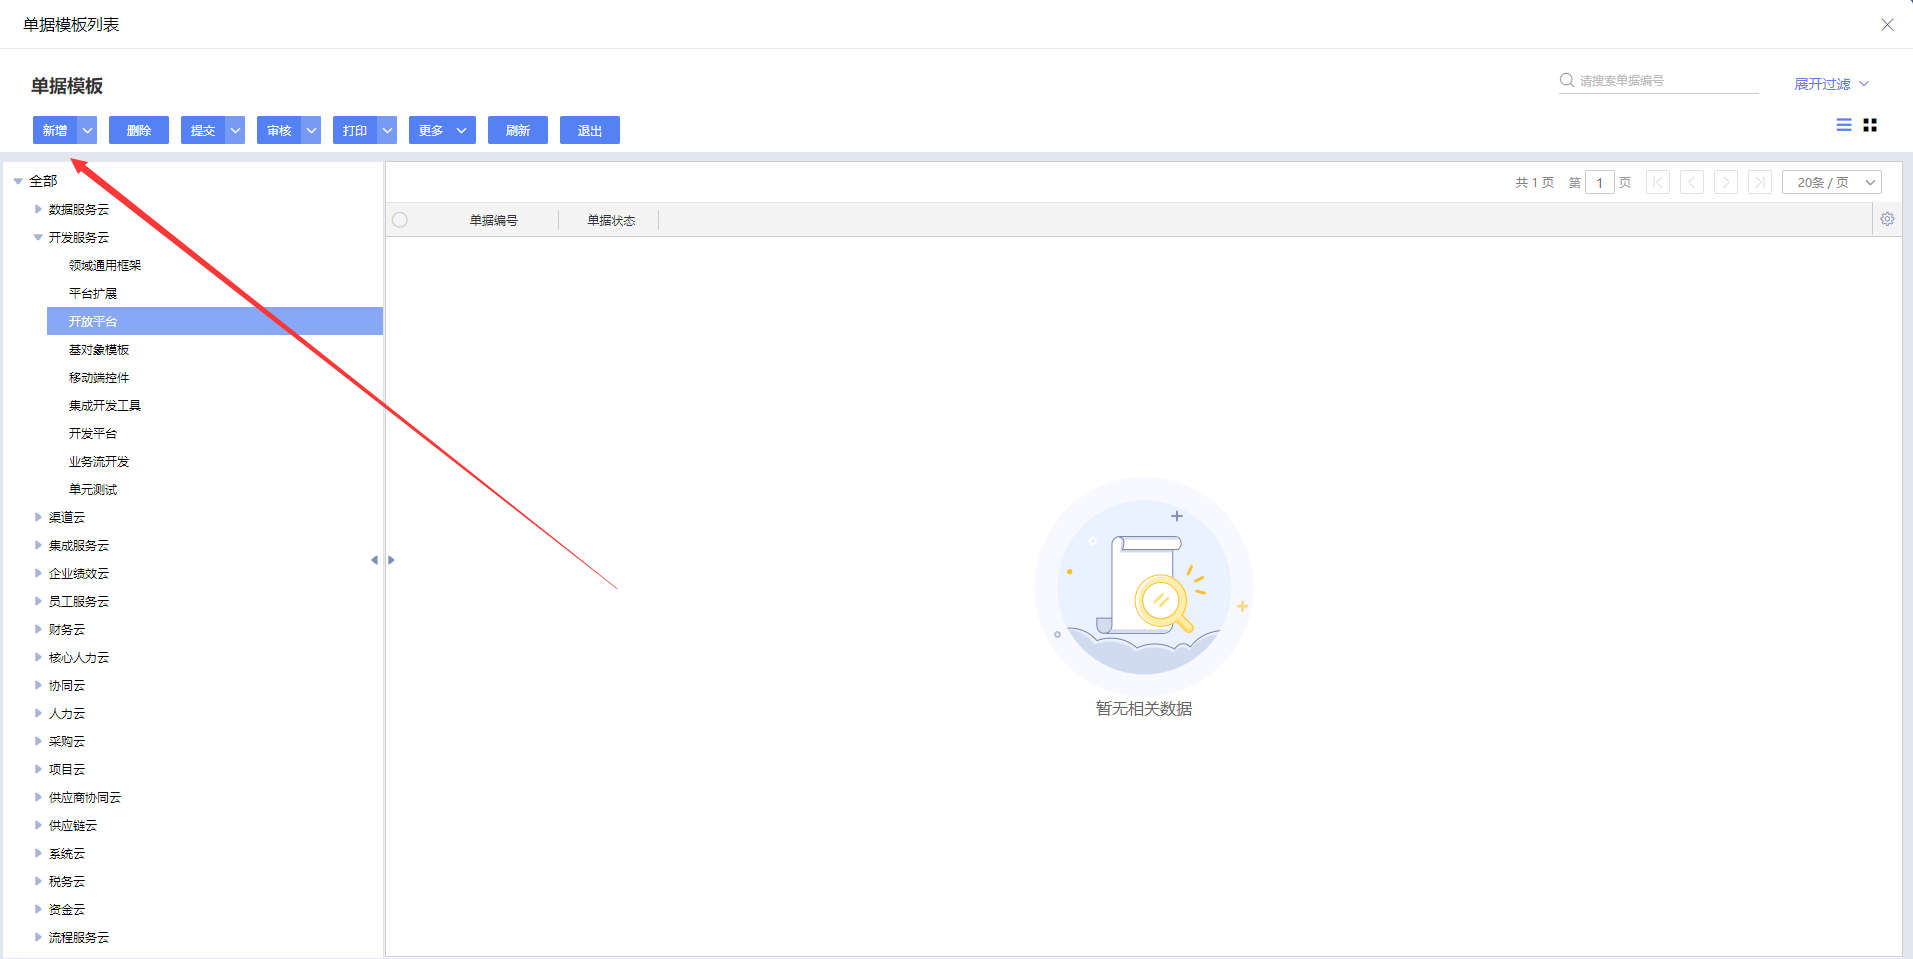 单据模板列表
单据模板
请搜索单据编号
展开过滤
新增 删除 提交 审核 打印 更多 刷新 退出
全部
数据服务云
开发服务云
领域通用框架
平台扩展
开放平台
基对象模板
移动端控件
集成开发工具
开发平台
业务流开发
单元测试
渠道云
集成服务云
企业绩效云
员工服务云
财务云
核心人力云
协同云
人力云
采购云
项目云
供应商协同云
供应链云
系统云
税务云
资金云
流程服务云
共 1 页 第 1 页 20条 / 页
单据编号 单据状态
暂无相关数据